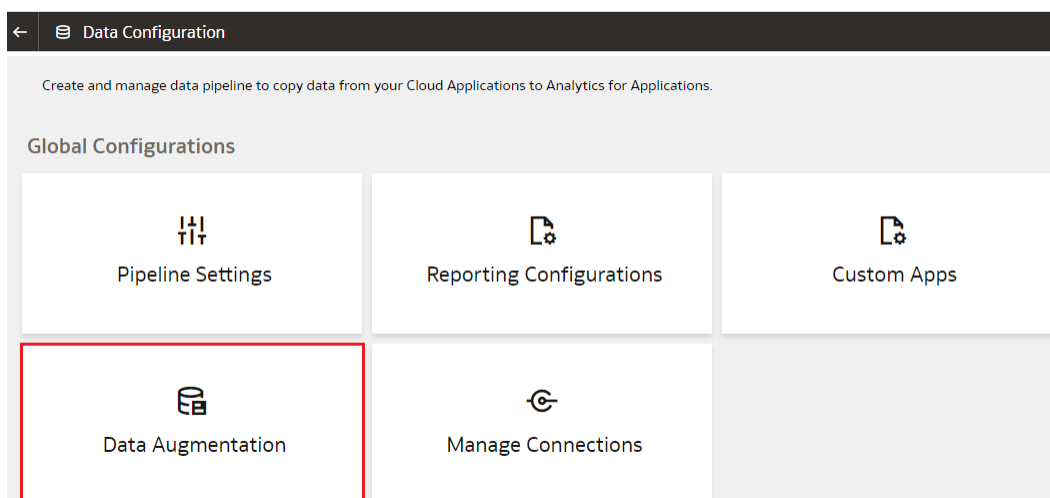 Data Configuration
Create and manage data pipeline to copy data from your Cloud Applications to Analytics for Applications.
Global Configurations
Pipeline Settings
Reporting Configurations
Custom Apps
Data Augmentation
Manage Connections